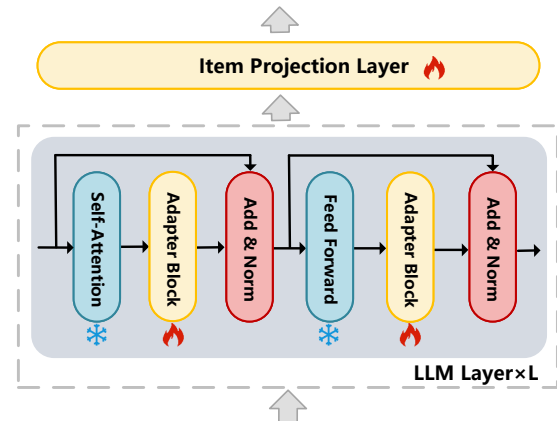 Item Projection Layer
Self-Attention
Adapter Block
Add & Norm
Feed Forward
Adapter Block
Add & Norm
LLM Layer×L